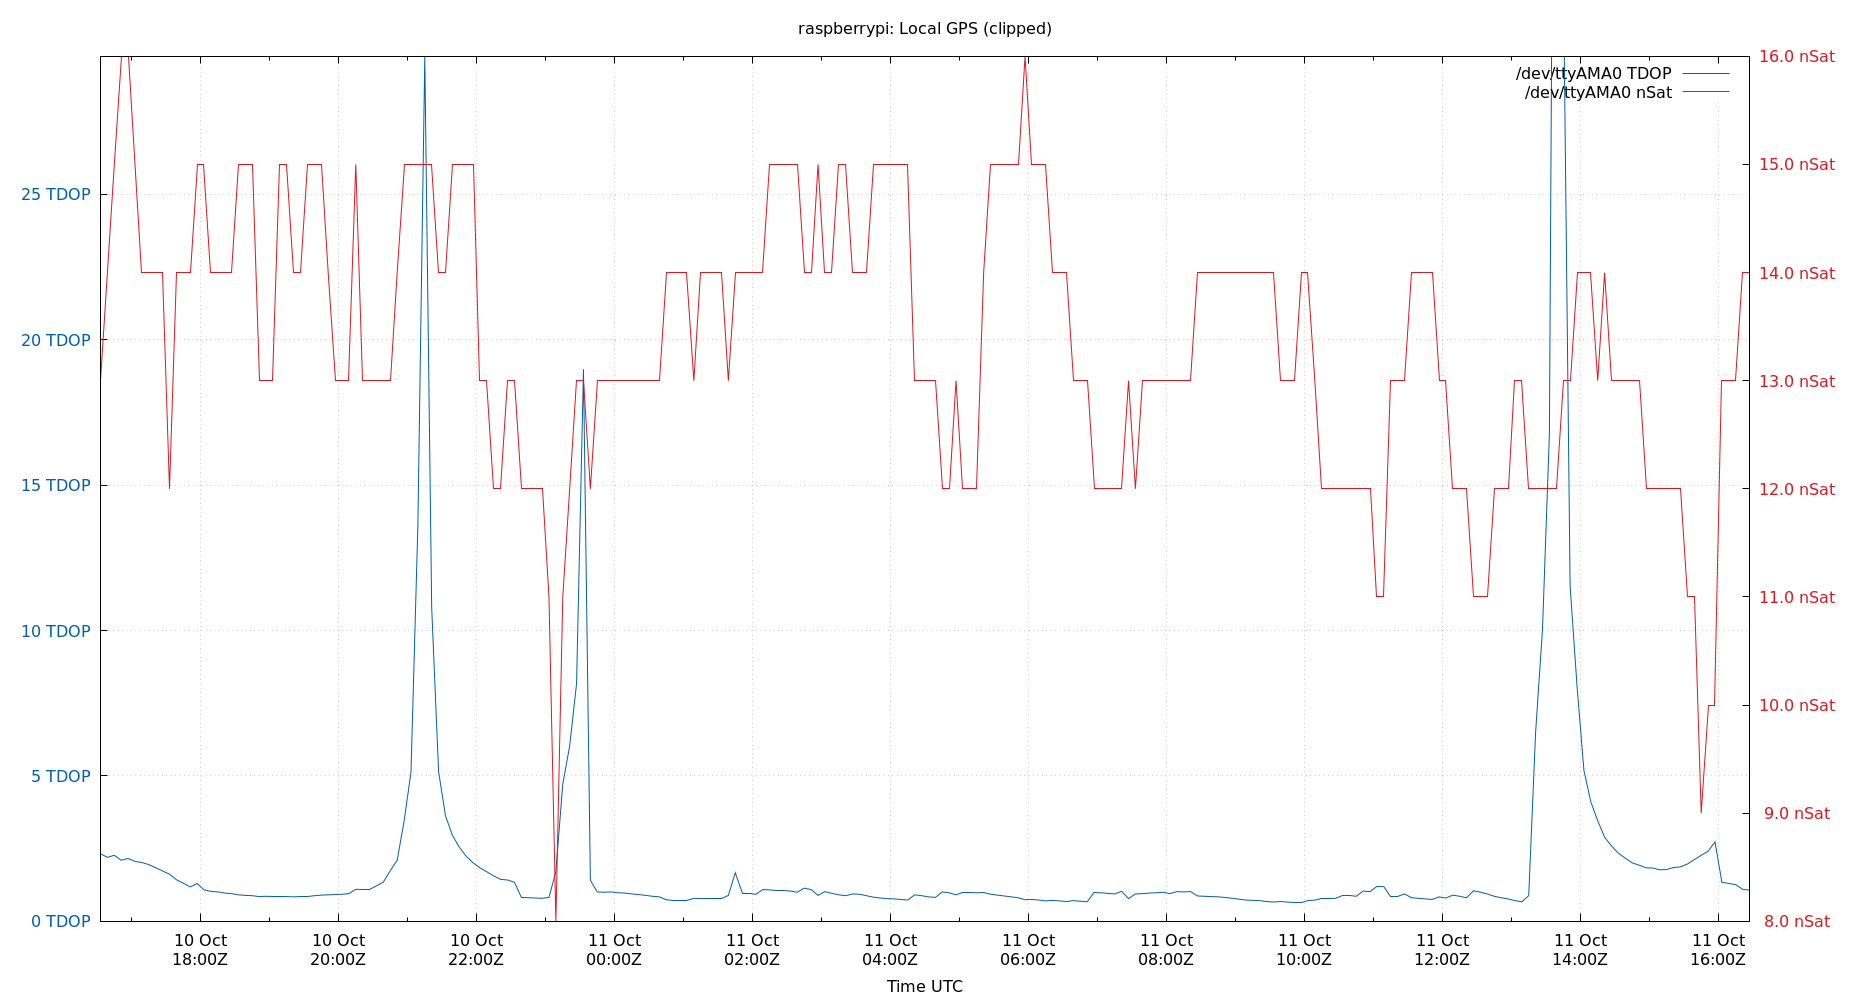 raspberrypi: Local GPS (clipped)
16.0 nSat
/dev/ttyAMA0 TDOP
/dev/ttyAMA0 nSat
15.0 nSat
25 TDOP
14.0 nSat
20 TDOP
13.0 nSat
15 TDOP
12.0 nSat
11.0 nSat
10 TDOP
10.0 nSat
5 TDOP
9.0 nSat
0 TDOP
8.0 nSat
10 Oct 10 Oct 10 Oct 11 Oct 11 Oct 11 Oct 11 Oct 11 Oct 11 Oct 11 Oct 11 Oct 11 Oct
18:00Z 20:00Z 22:00Z 00:00Z 02:00Z 04:00Z 06:00Z 08:00Z 10:00Z 12:00Z 14:00Z 16:00Z
Time UTC